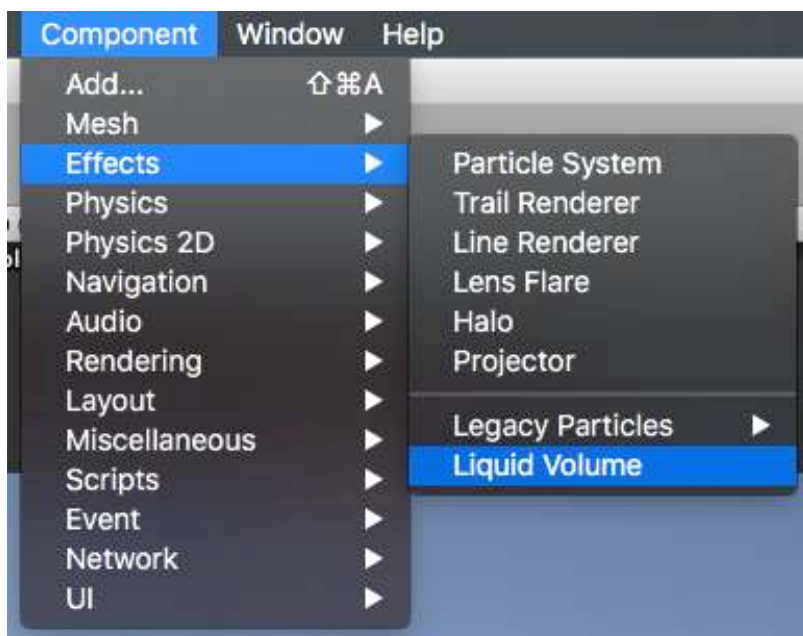 Component Window Help
Add... ⇧⌘A
Mesh
Effects
Physics
Physics 2D
Navigation
Audio
Rendering
Layout
Miscellaneous
Scripts
Event
Network
UI
Particle System
Trail Renderer
Line Renderer
Lens Flare
Halo
Projector
Legacy Particles
Liquid Volume